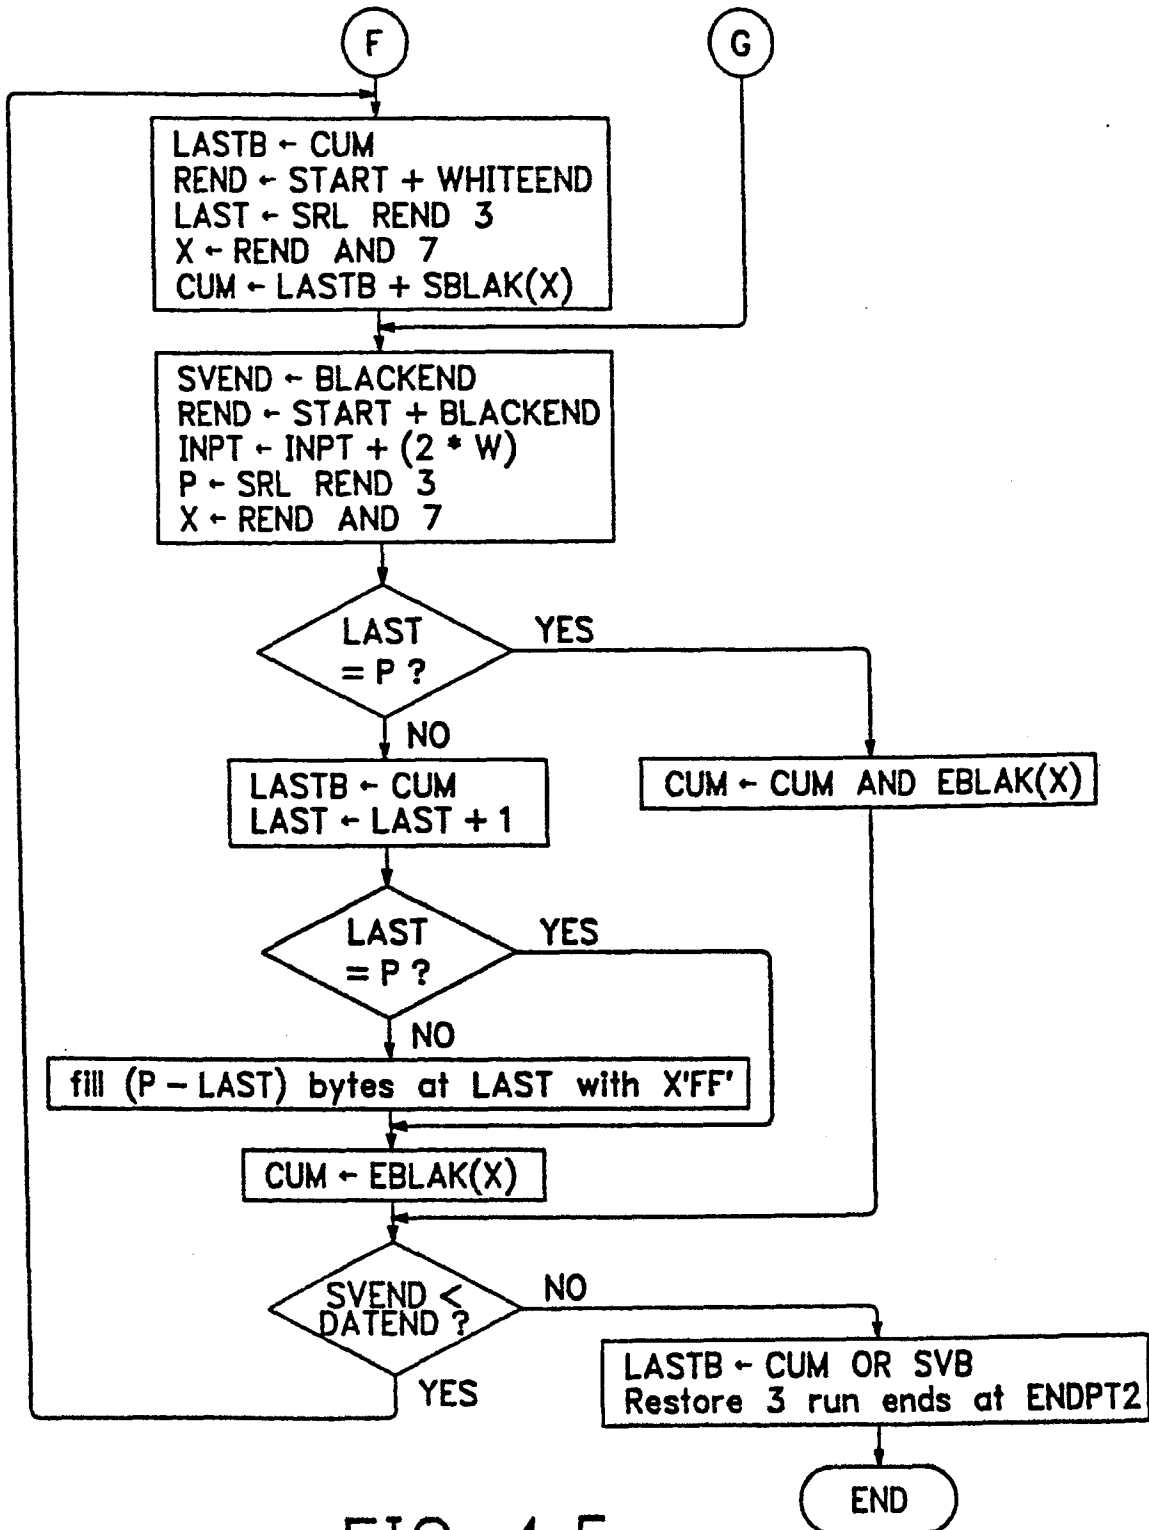 F
G
LASTB ← CUM
REND ← START + WHITEEND
LAST ← SRL REND 3
X ← REND AND 7
CUM ← LASTB + SBLAK(X)
SVEND ← BLACKEND
REND ← START + BLACKEND
INPT ← INPT + (2 * W)
P ← SRL REND 3
X ← REND AND 7
LAST
= P ?
YES
NO
LASTB ← CUM
LAST ← LAST + 1
CUM ← CUM AND EBLAK(X)
LAST
= P ?
YES
NO
fill (P – LAST) bytes at LAST with X'FF'
CUM ← EBLAK(X)
SVEND <
DATEND ?
NO
YES
LASTB ← CUM OR SVB
Restore 3 run ends at ENDPT2
END